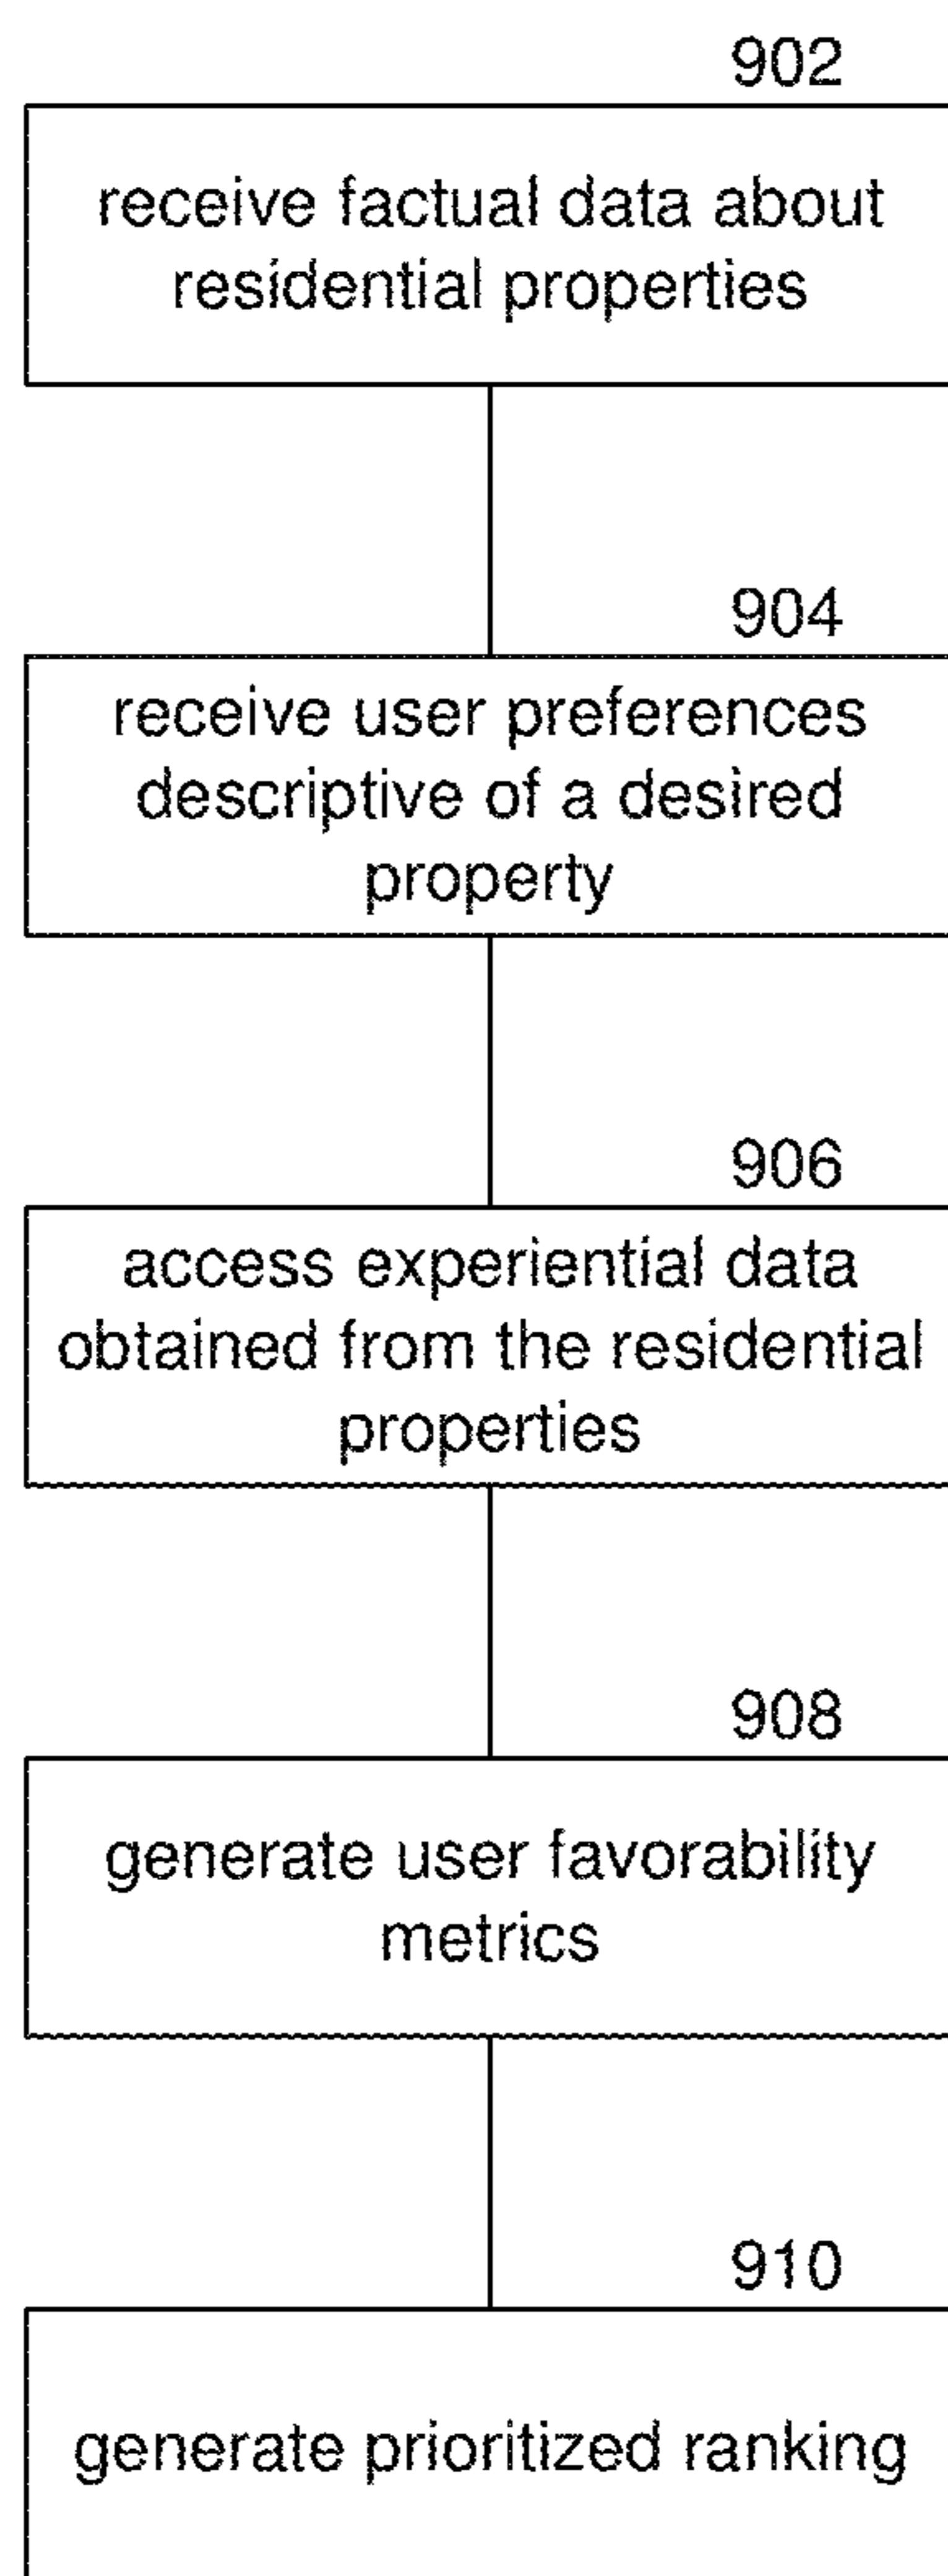 902
receive factual data about
residential properties
904
receive user preferences
descriptive of a desired
property
906
access experiential data
obtained from the residential
properties
908
generate user favorability
metrics
910
generate prioritized ranking